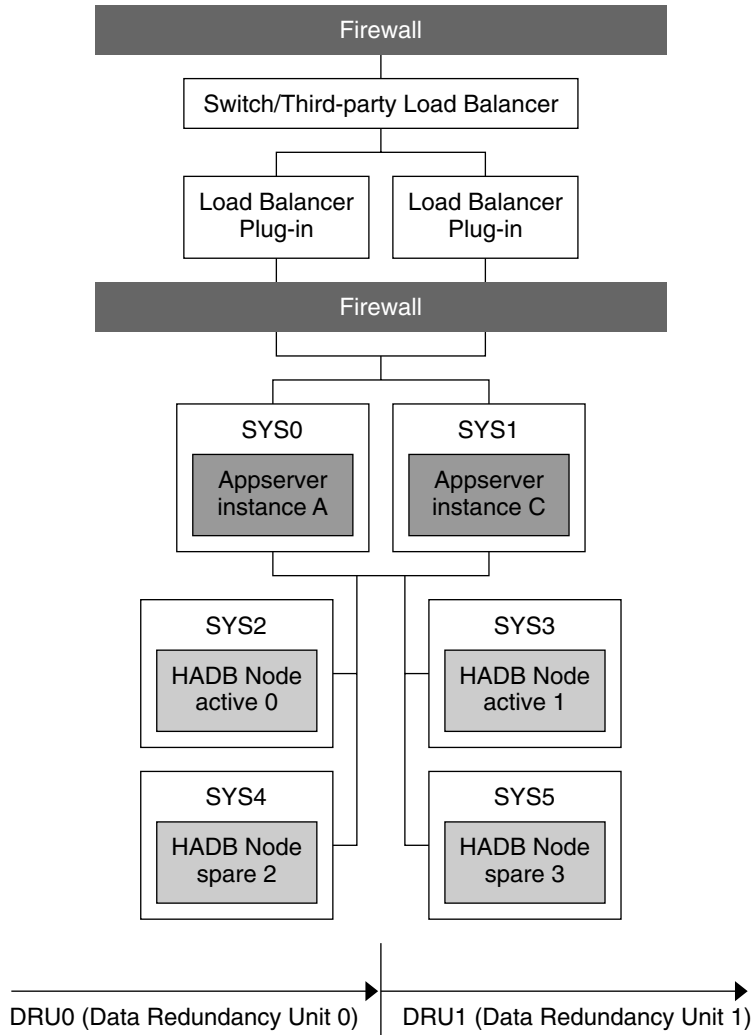 Firewall
Switch/Third-party Load Balancer
Load Balancer
Plug-in
Load Balancer
Plug-in
Firewall
SYS0
Appserver
instance A
SYS1
Appserver
instance C
SYS2
HADB Node
active 0
SYS3
HADB Node
active 1
SYS4
HADB Node
spare 2
SYS5
HADB Node
spare 3
DRU0 (Data Redundancy Unit 0)
DRU1 (Data Redundancy Unit 1)